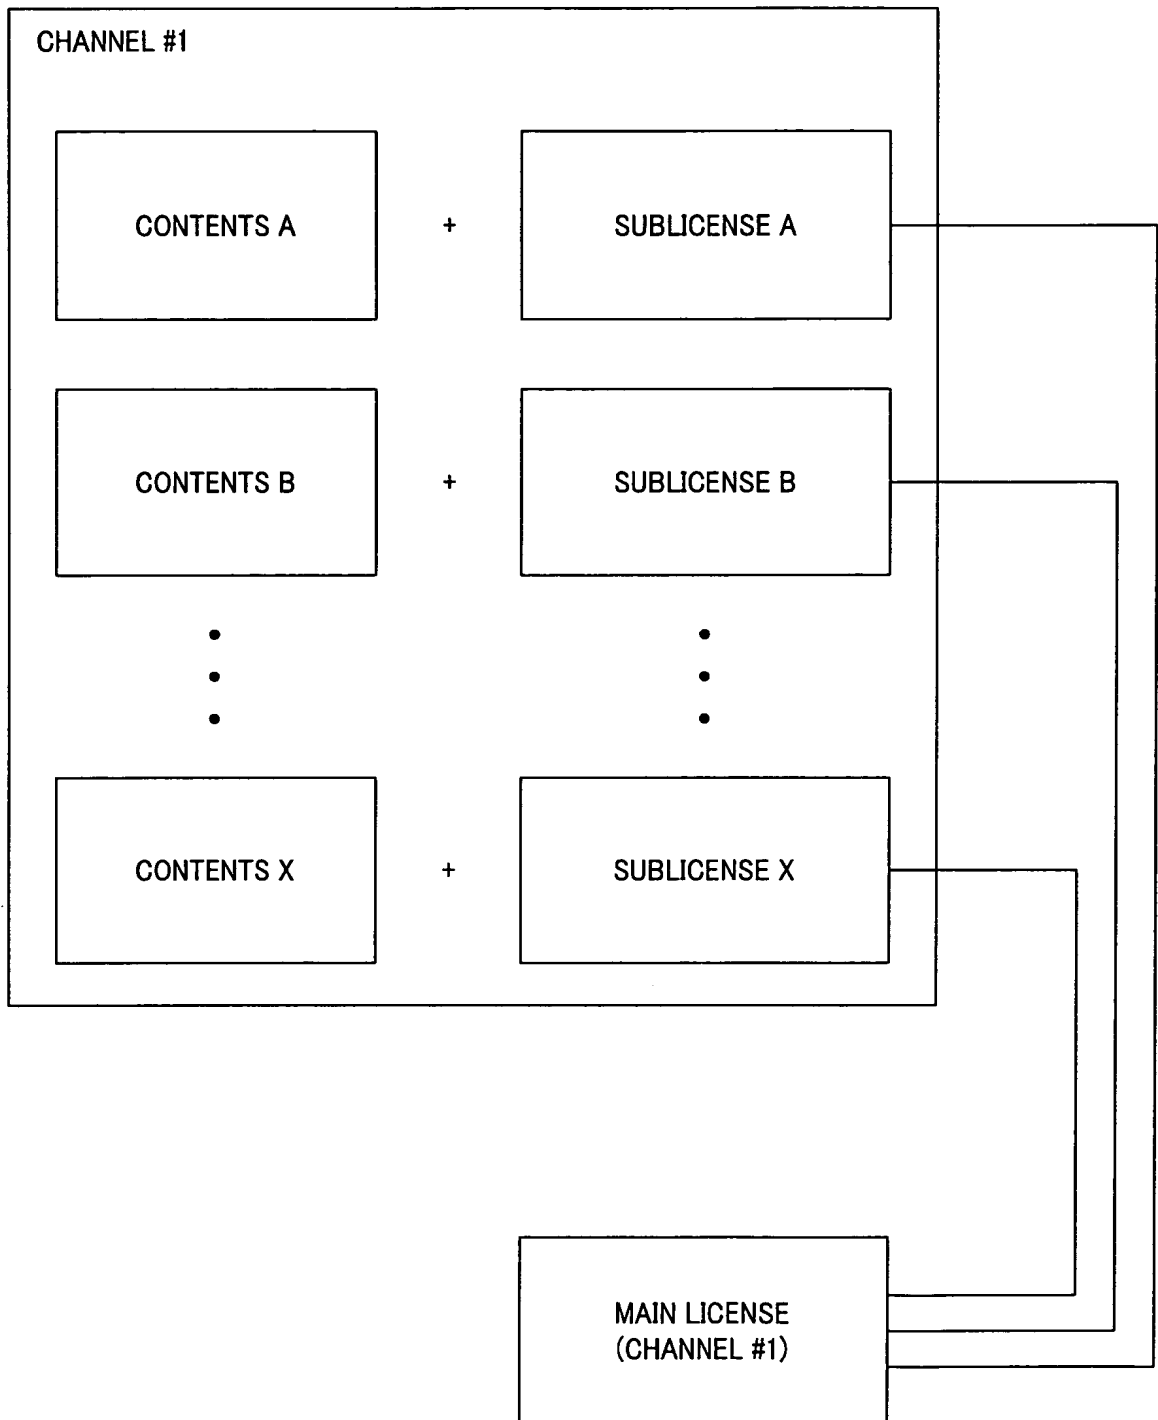 CHANNEL #1
CONTENTS A + SUBLICENSE A
CONTENTS B + SUBLICENSE B
CONTENTS X + SUBLICENSE X
MAIN LICENSE
(CHANNEL #1)